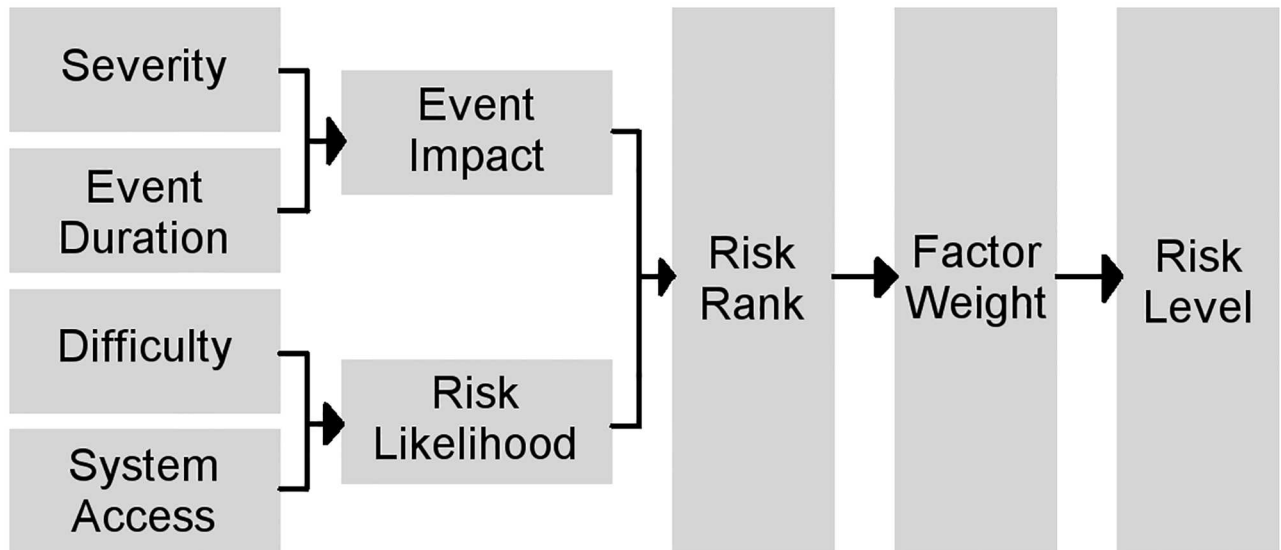 Severity
Event
Duration
Difficulty
System
Access
Event
Impact
Risk
Likelihood
Risk
Rank
Factor
Weight
Risk
Level